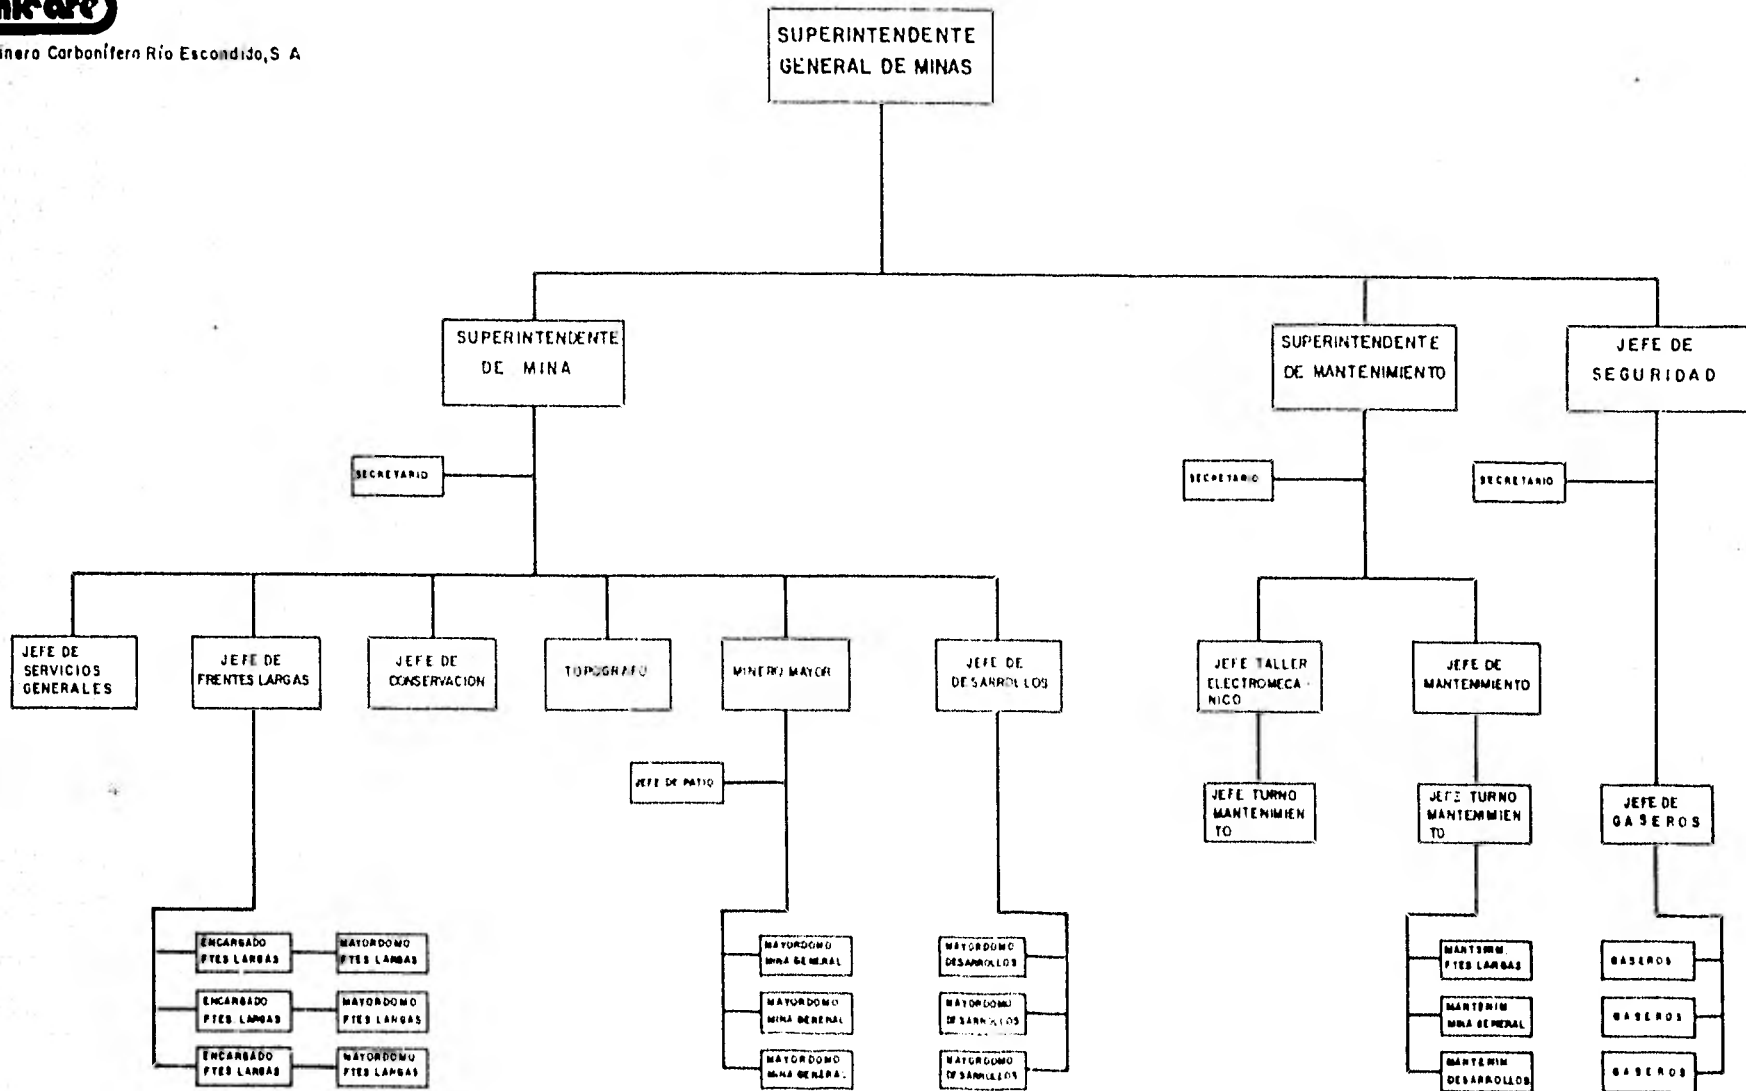 inero Carbonífero Río Escondido, S A
SUPERINTENDENTE
GENERAL DE MINAS
SUPERINTENDENTE
DE MINA
SUPERINTENDENTE
DE MANTENIMIENTO
JEFE DE
SEGURIDAD
SECRETARIO
SECRETARIO
SECRETARIO
JEFE DE
SERVICIOS
GENERALES
JEFE DE
FRENTES LARGAS
JEFE DE
CONSERVACION
TOPOGRAFO
MINERO MAYOR
JEFE DE
DESARROLLOS
JEFE TALLER
ELECTROMECA-
NICO
JEFE DE
MANTENIMIENTO
JEFE DE PATIO
JEFE TURNO
MANTENIMIEN
TO
JEFE TURNO
MANTENIMIEN
TO
JEFE DE
GASEROS
ENCARGADO
FTES LARGAS
MAYORDOMO
FTES LARGAS
MAYORDOMO
MINA GENERAL
MAYORDOMO
DESARROLLOS
MANTENIM.
FTES LARGAS
GASEROS
ENCARGADO
FTES LARGAS
MAYORDOMO
FTES LARGAS
MAYORDOMO
MINA GENERAL
MAYORDOMO
DESARROLLOS
MANTENIM
MINA GENERAL
GASEROS
ENCARGADO
FTES LARGAS
MAYORDOMO
FTES LARGAS
MAYORDOMO
MINA GENERAL
MAYORDOMO
DESARROLLOS
MANTENIM
DESARROLLOS
GASEROS